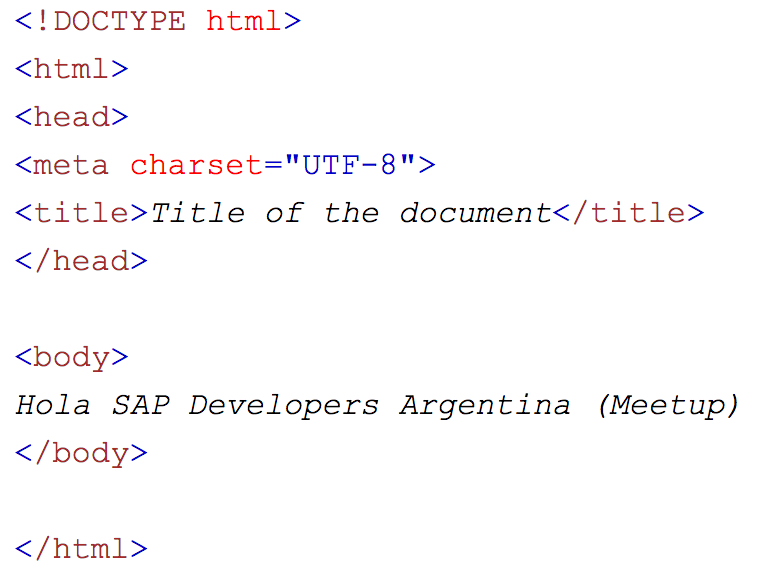 <!DOCTYPE html>
<html>
<head>
<meta charset="UTF-8">
<title>Title of the document</title>
</head>
<body>
Hola SAP Developers Argentina (Meetup)
</body>
</html>